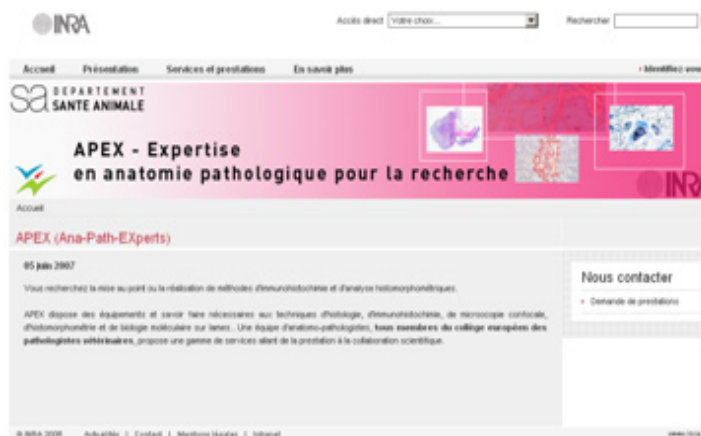 INRA
Accès direct Votre choix... Rechercher
Accueil Présentation Services et prestations En savoir plus Identifiez-vou
sa DEPARTEMENT
SANTE ANIMALE
APEX - Expertise
en anatomie pathologique pour la recherche
INRA
Accueil
APEX (Ana-Path-EXperts)
05 juin 2007
Vous recherchez la mise au point ou la réalisation de méthodes d'immunohistochimie et d'analyse histomorphométriques.
APEX dispose des équipements et savoir faire nécessaires aux techniques d'histologie, d'immunohistochimie, de microscopie confocale,
d'histomorphométrie et de biologie moléculaire sur lames.. Une équipe d'anatomo-pathologistes, tous membres du collège européen des
pathologistes vétérinaires, propose une gamme de services allant de la prestation à la collaboration scientifique.
Nous contacter
Demande de prestations
© INRA 2008 Actualités | Contact | Mentions légales | Intranet